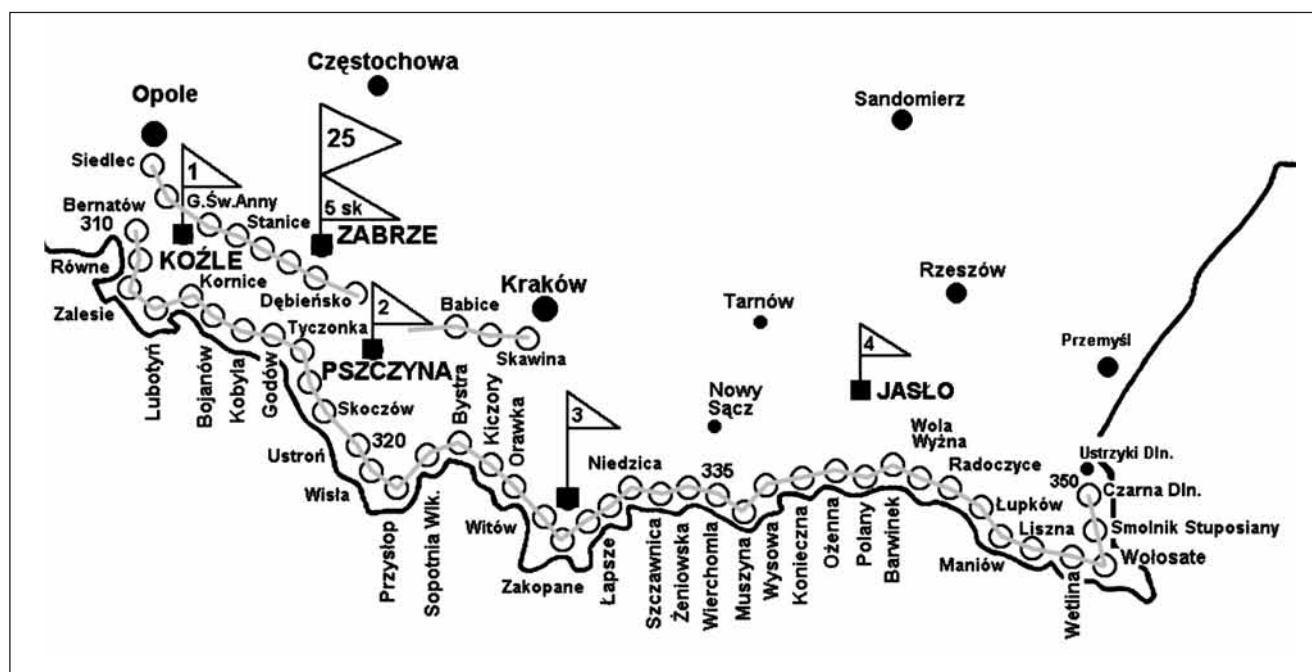 Częstochowa
Opole
25
Sandomierz
Siedlec
1
Bernatów
G.Św.Anny
5 sk
310
Stanice
ZABRZE
KOŹLE
Równe
Kornice
Rzeszów
Dębieńsko
Babice
Kraków
Zalesie
2
Tarnów
Tyczonka
Przemyśl
4
Skawina
PSZCZYNA
JASŁO
Lubotyń
Bojanów
Kobyla
Godów
Bystra
Kiczory
Orawka
Skoczów
3
Nowy
Sącz
Wola
Wyżna
320
Ustroń
Niedzica
335
Radoczyce
Ustrzyki Dln.
350
Czarna Dln.
Wisła
Łupków
Witów
Liszna
Smolnik Stuposiany
Przysłop
Sopotnia Wlk.
Zakopane
Łapsze
Szczawnica
Żeniowska
Wierchomla
Muszyna
Wysowa
Konieczna
Ożenna
Polany
Barwinek
Maniów
Wetlina
Wołosate